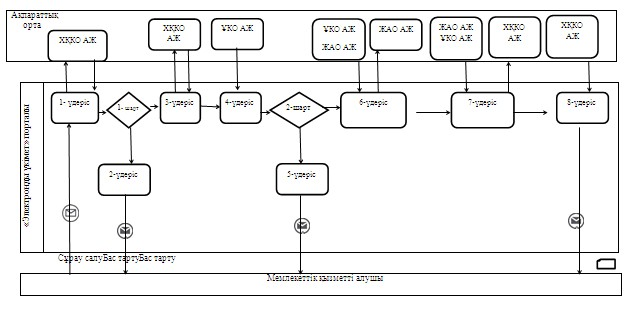 Ақпараттық
орта
ХҚКО АЖ
ХҚКО
АЖ
ҰКО АЖ
ҰКО АЖ
ЖАО АЖ
ЖАО АЖ
ЖАО АЖ
ҰКО АЖ
ХҚКО
АЖ
ХҚКО
АЖ
«Электронды үкімет» порталы
1- үдеріс
1- шарт
3-үдеріс
4-үдеріс
2-шарт
6-үдеріс
7-үдеріс
8-үдеріс
2-үдеріс
5-үдеріс
Сұрау салуБас тартуБас тарту
Мемлекеттік қызметті алушы